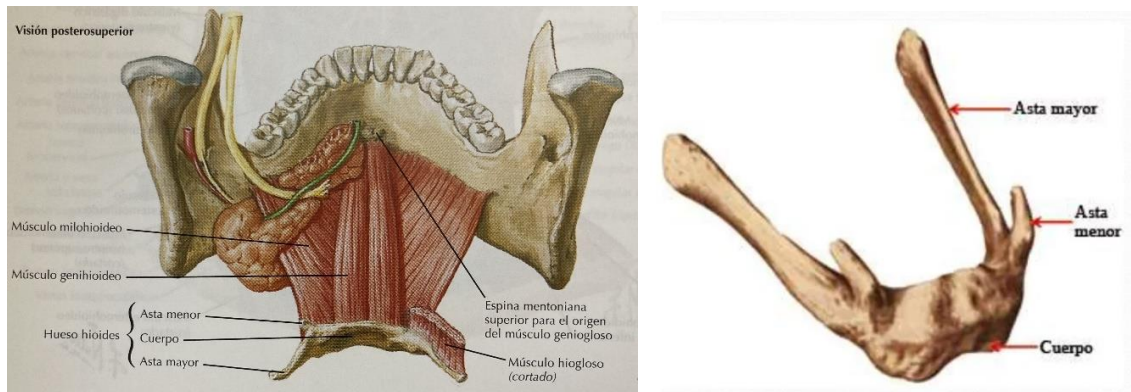 Visión posterosuperior
Músculo milohioideo
Músculo genihioideo
Hueso hioides
Asta menor
Cuerpo
Asta mayor
Espina mentoniana
superior para el origen
del músculo geniogloso
Músculo hiogloso
(cortado)
Asta mayor
Asta
menor
Cuerpo